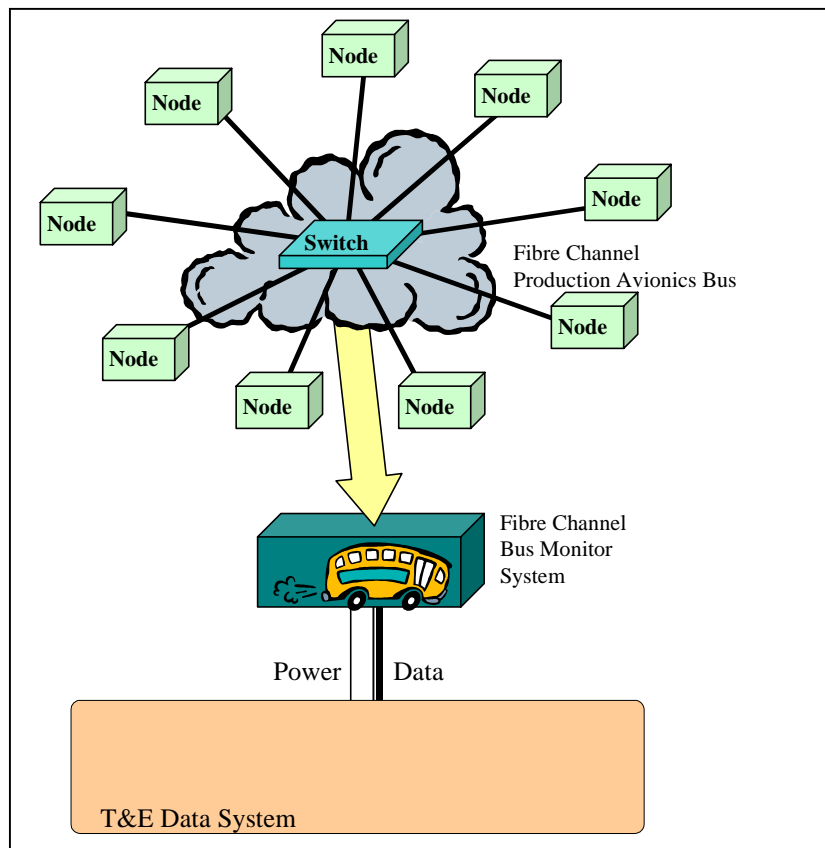 Node
Node
Node
Node
Node
Switch
Fibre Channel
Production Avionics Bus
Node
Node
Node
Node
Fibre Channel
Bus Monitor
System
Power
Data
T&E Data System